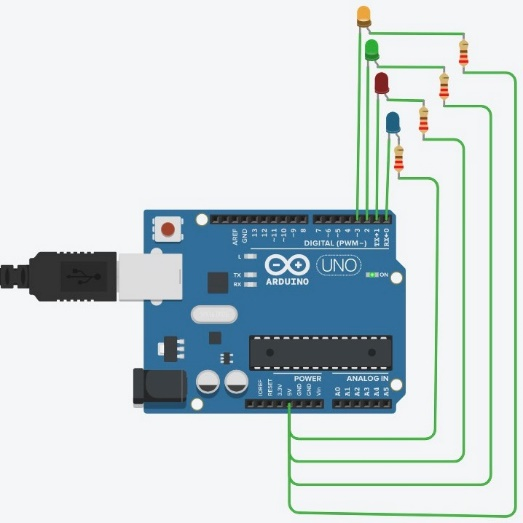 AREF
GND
13
12
~11
~10
~9
8
7
~6
~5
4
~3
2
TX→1
RX←0
DIGITAL (PWM~)
L
TX
RX
ARDUINO
UNO
ON
POWER
ANALOG IN
IOREF
RESET
3.3V
5V
GND
GND
Vin
A0
A1
A2
A3
A4
A5